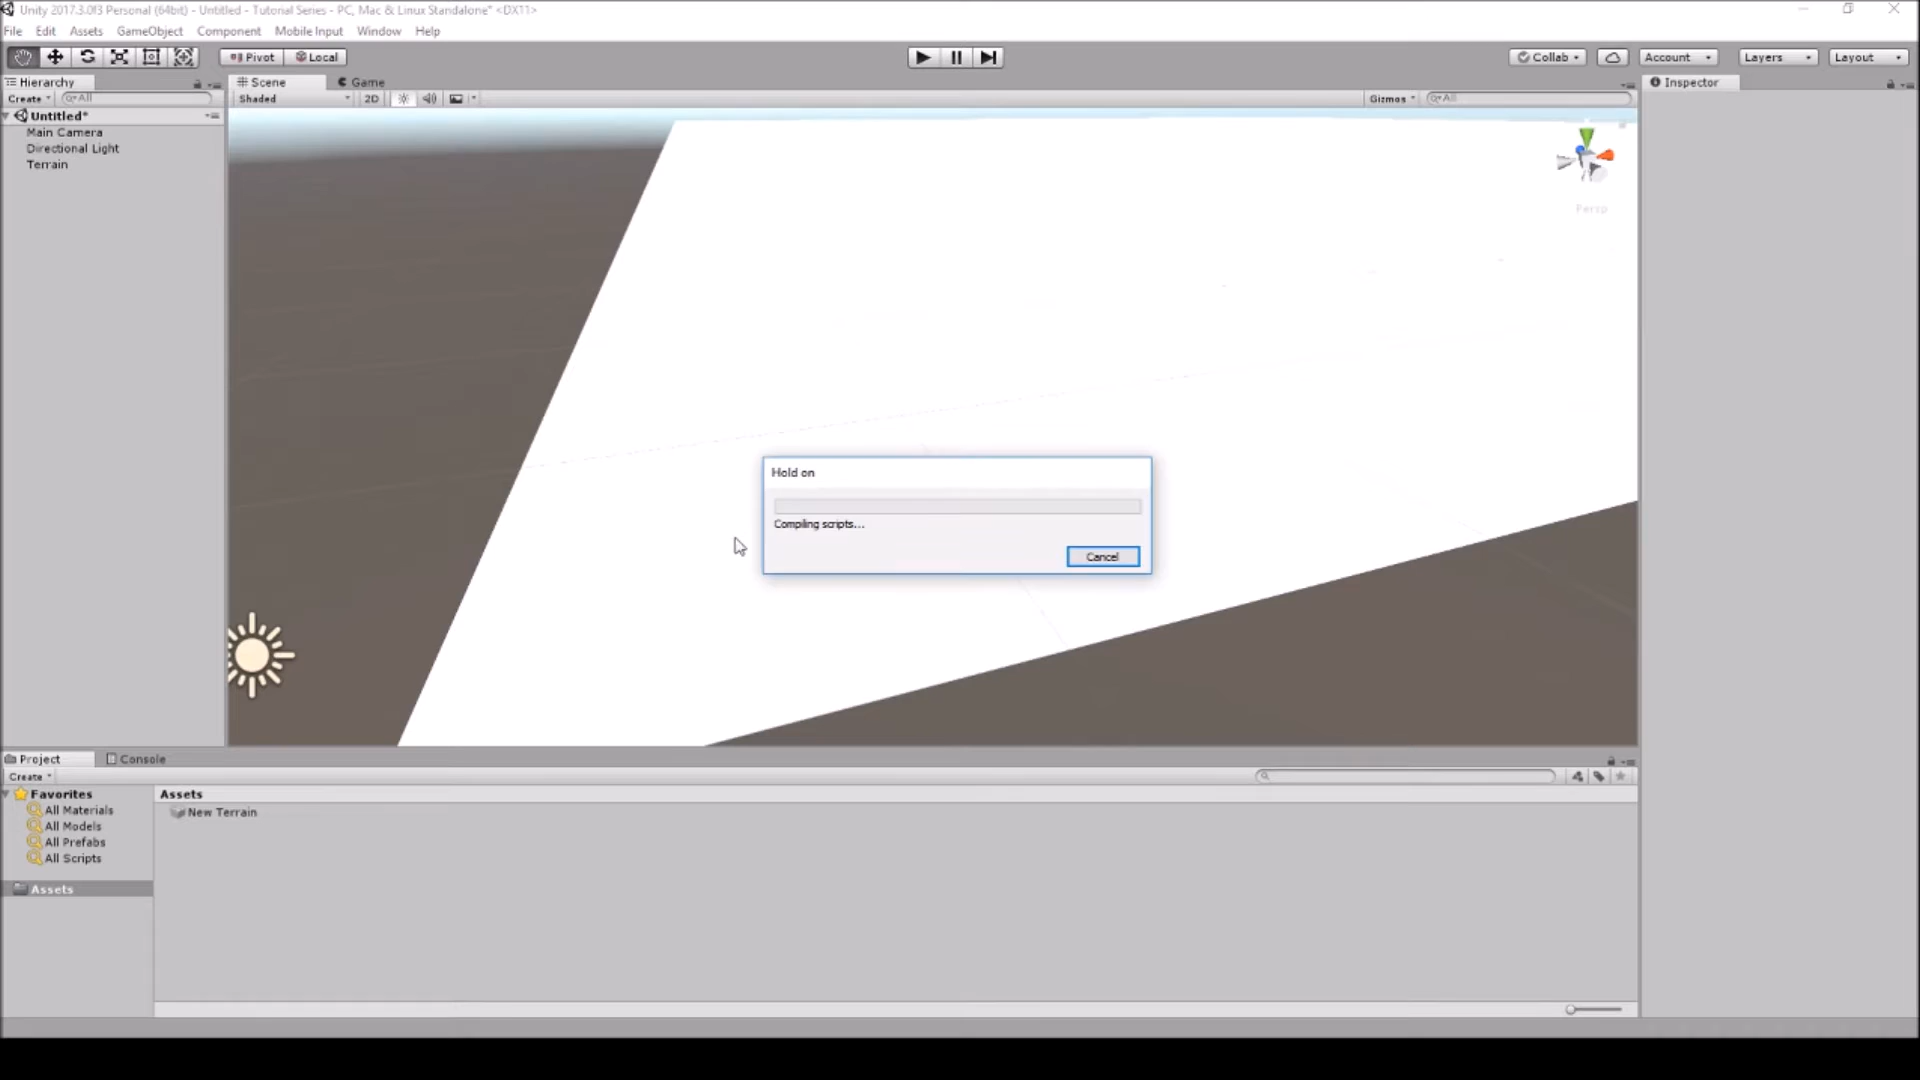 Unity 2017.3.0f3 Personal (64bit) - Untitled - Tutorial Series - PC, Mac & Linux Standalone* <DX11>
File Edit Assets GameObject Component Mobile Input Window Help
Pivot Local Collab Account Layers Layout
Hierarchy Scene Game Inspector
Create All Shaded 2D Gizmos All
Untitled*
Main Camera
Directional Light
Terrain
Persp
Hold on
Compiling scripts...
Cancel
Project Console
Create
Favorites Assets
All Materials New Terrain
All Models
All Prefabs
All Scripts
Assets